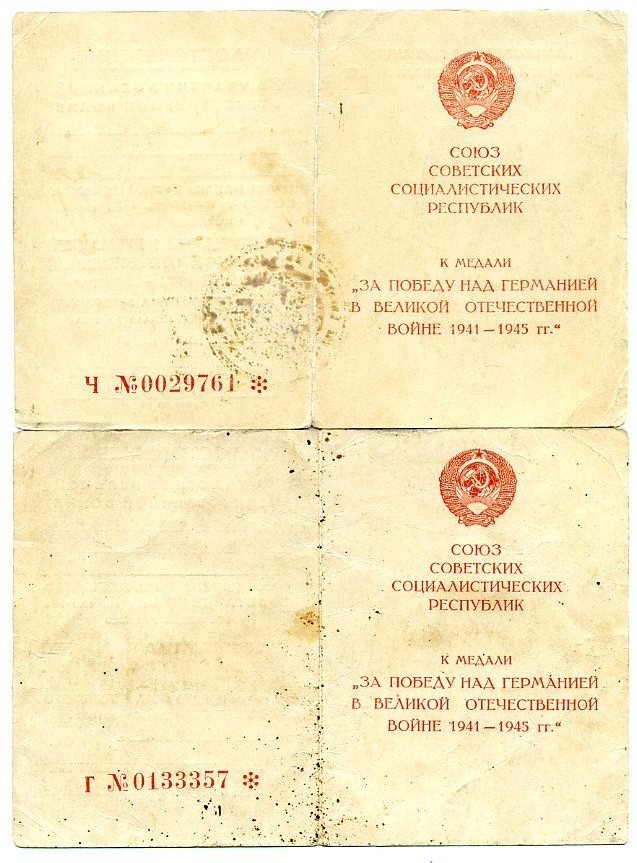 СОЮЗ
СОВЕТСКИХ
СОЦИАЛИСТИЧЕСКИХ
РЕСПУБЛИК
К МЕДАЛИ
„ЗА ПОБЕДУ НАД ГЕРМАНИЕЙ
В ВЕЛИКОЙ ОТЕЧЕСТВЕННОЙ
ВОЙНЕ 1941—1945 гг.“
Ч №0029761 ✻
СОЮЗ
СОВЕТСКИХ
СОЦИАЛИСТИЧЕСКИХ
РЕСПУБЛИК
К МЕДАЛИ
„ЗА ПОБЕДУ НАД ГЕРМАНИЕЙ
В ВЕЛИКОЙ ОТЕЧЕСТВЕННОЙ
ВОЙНЕ 1941—1945 гг.“
Г №0133357 ✻